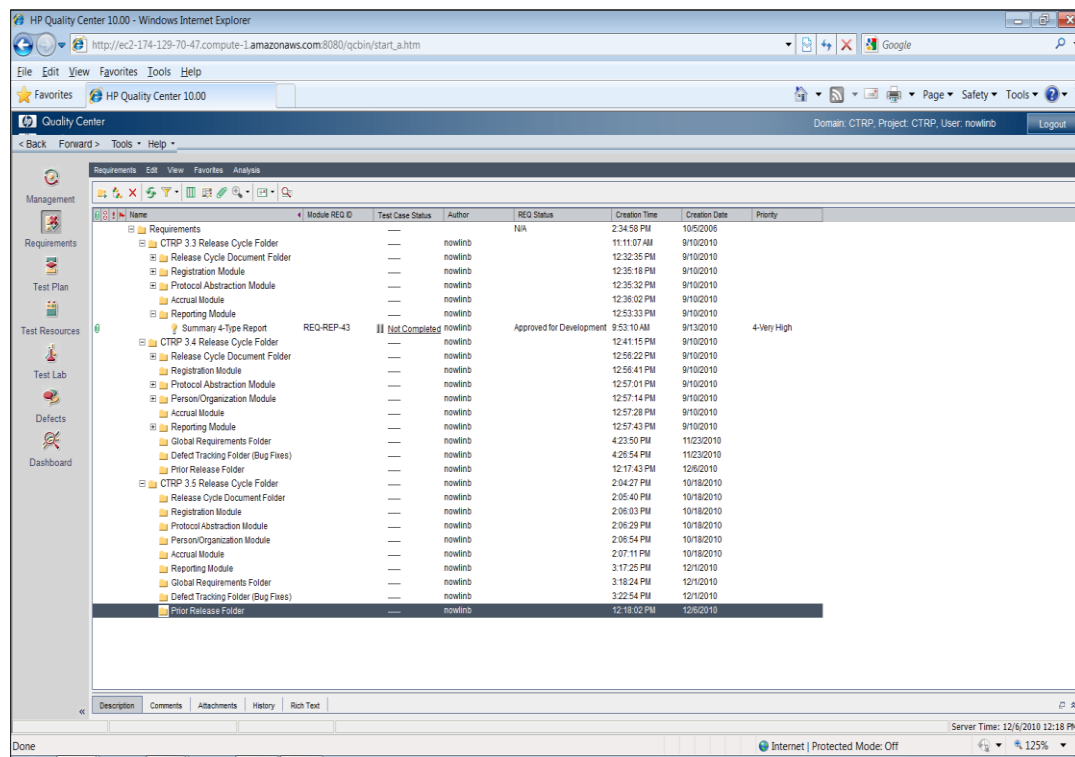 HP Quality Center 10.00 - Windows Internet Explorer
http://ec2-174-129-70-47.compute-1.amazonaws.com:8080/qcbin/start_a.htm
Google
File Edit View Favorites Tools Help
Favorites HP Quality Center 10.00 Page Safety Tools
Quality Center Domain: CTRP, Project: CTRP, User: nowlinb Logout
< Back Forward > Tools Help
Requirements Edit View Favorites Analysis
Management
Requirements
Test Plan
Test Resources
Test Lab
Defects
Dashboard
Name Module REQ ID Test Case Status Author REQ Status Creation Time Creation Date Priority
Requirements ---- N/A 2:34:58 PM 10/5/2006
CTRP 3.3 Release Cycle Folder ---- nowlinb 11:11:07 AM 9/10/2010
Release Cycle Document Folder ---- nowlinb 12:32:35 PM 9/10/2010
Registration Module ---- nowlinb 12:35:18 PM 9/10/2010
Protocol Abstraction Module ---- nowlinb 12:35:32 PM 9/10/2010
Accrual Module ---- nowlinb 12:36:02 PM 9/10/2010
Reporting Module ---- nowlinb 12:53:33 PM 9/10/2010
Summary 4-Type Report REQ-REP-43 Not Completed nowlinb Approved for Development 9:53:10 AM 9/13/2010 4-Very High
CTRP 3.4 Release Cycle Folder ---- nowlinb 12:41:15 PM 9/10/2010
Release Cycle Document Folder ---- nowlinb 12:56:22 PM 9/10/2010
Registration Module ---- nowlinb 12:56:41 PM 9/10/2010
Protocol Abstraction Module ---- nowlinb 12:57:01 PM 9/10/2010
Person/Organization Module ---- nowlinb 12:57:14 PM 9/10/2010
Accrual Module ---- nowlinb 12:57:28 PM 9/10/2010
Reporting Module ---- nowlinb 12:57:43 PM 9/10/2010
Global Requirements Folder ---- nowlinb 4:23:50 PM 11/23/2010
Defect Tracking Folder (Bug Fixes) ---- nowlinb 4:26:54 PM 11/23/2010
Prior Release Folder ---- nowlinb 12:17:43 PM 12/6/2010
CTRP 3.5 Release Cycle Folder ---- nowlinb 2:04:27 PM 10/18/2010
Release Cycle Document Folder ---- nowlinb 2:05:40 PM 10/18/2010
Registration Module ---- nowlinb 2:06:03 PM 10/18/2010
Protocol Abstraction Module ---- nowlinb 2:06:29 PM 10/18/2010
Person/Organization Module ---- nowlinb 2:06:54 PM 10/18/2010
Accrual Module ---- nowlinb 2:07:11 PM 10/18/2010
Reporting Module ---- nowlinb 3:17:25 PM 12/1/2010
Global Requirements Folder ---- nowlinb 3:18:24 PM 12/1/2010
Defect Tracking Folder (Bug Fixes) ---- nowlinb 3:22:54 PM 12/1/2010
Prior Release Folder ---- nowlinb 12:18:02 PM 12/6/2010
Description Comments Attachments History Rich Text
Server Time: 12/6/2010 12:18 PM
Done Internet | Protected Mode: Off 125%